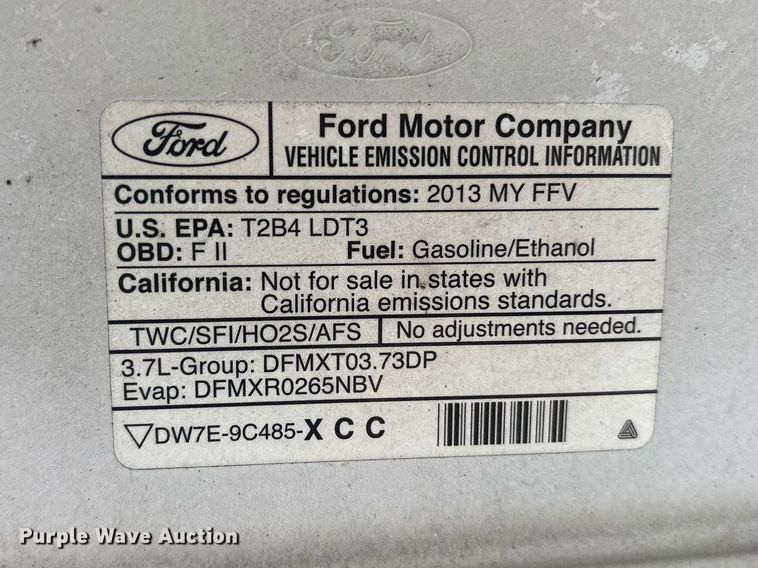 Ford
Ford
Ford Motor Company
VEHICLE EMISSION CONTROL INFORMATION
Conforms to regulations: 2013 MY FFV
U.S. EPA: T2B4 LDT3
OBD: F II Fuel: Gasoline/Ethanol
California: Not for sale in states with
California emissions standards.
TWC/SFI/HO2S/AFS No adjustments needed.
3.7L-Group: DFMXT03.73DP
Evap: DFMXR0265NBV
▽DW7E-9C485-X C C
Purple Wave Auction